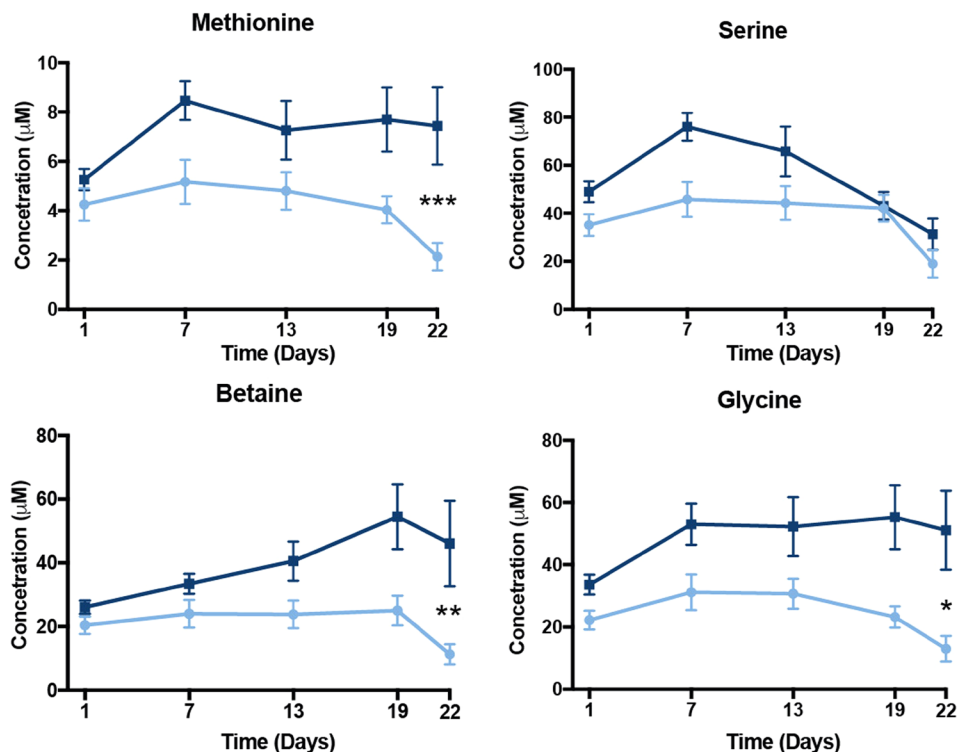 Methionine
10
8
6
4
2
0
Concetration (μM)
***
1 7 13 19 22
Time (Days)
Serine
100
80
60
40
20
0
Concetration (μM)
1 7 13 19 22
Time (Days)
Betaine
80
60
40
20
0
Concetration (μM)
**
1 7 13 19 22
Time (Days)
Glycine
80
60
40
20
0
Concetration (μM)
*
1 7 13 19 22
Time (Days)